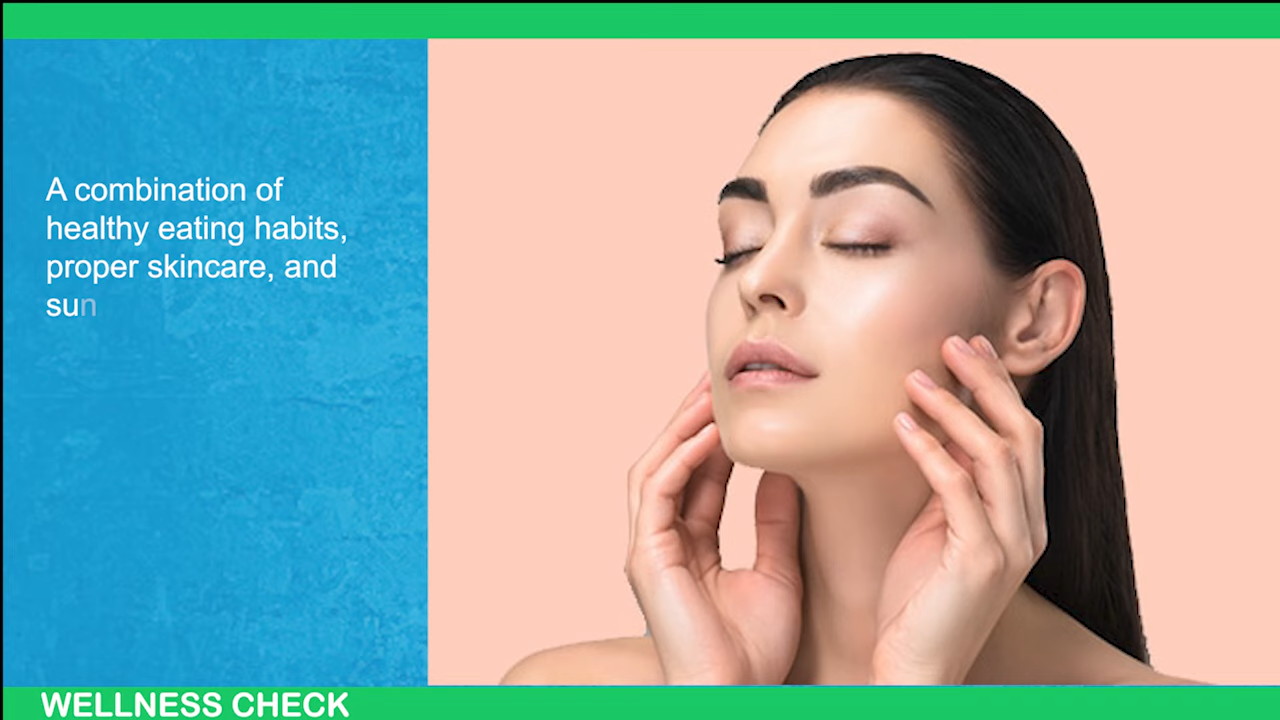 A combination of
healthy eating habits,
proper skincare, and
sun
WELLNESS CHECK